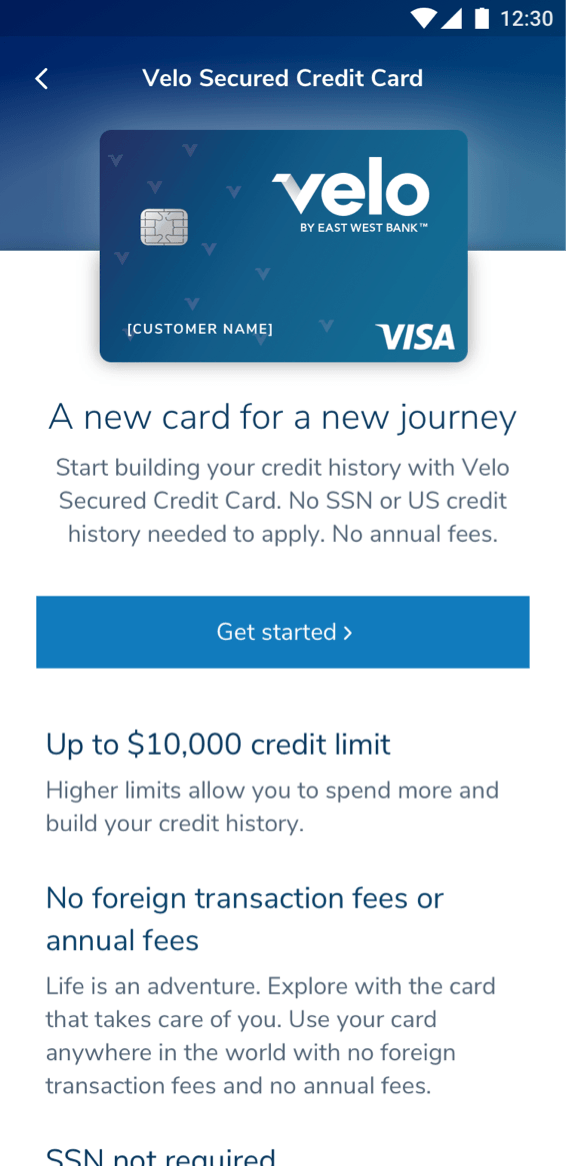 12:30
Velo Secured Credit Card
velo
BY EAST WEST BANK™
[CUSTOMER NAME]
VISA
A new card for a new journey
Start building your credit history with Velo
Secured Credit Card. No SSN or US credit
history needed to apply. No annual fees.
Get started >
Up to $10,000 credit limit
Higher limits allow you to spend more and
build your credit history.
No foreign transaction fees or
annual fees
Life is an adventure. Explore with the card
that takes care of you. Use your card
anywhere in the world with no foreign
transaction fees and no annual fees.
SSN not required